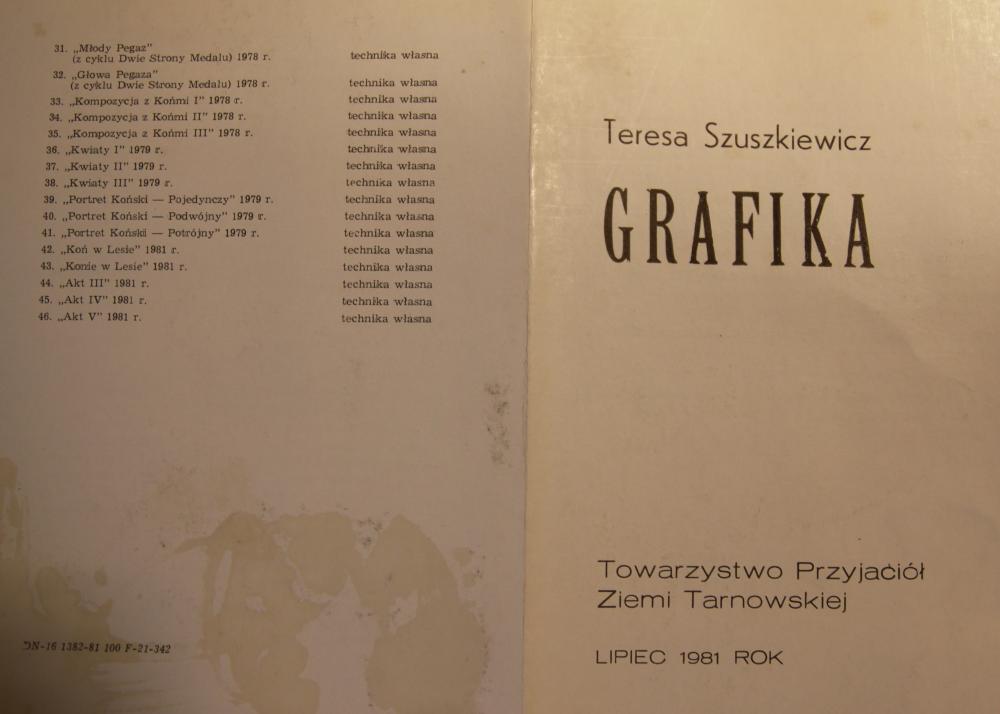 31. „Młody Pegaz"
(z cyklu Dwie Strony Medalu) 1978 r. technika własna
32. „Głowa Pegaza"
(z cyklu Dwie Strony Medalu) 1978 r. technika własna
33. „Kompozycja z Końmi I" 1978 r. technika własna
34. „Kompozycja z Końmi II" 1978 r. technika własna
35. „Kompozycja z Końmi III" 1978 r. technika własna
36. „Kwiaty I" 1979 r. technika własna
37. „Kwiaty II" 1979 r. technika własna
38. „Kwiaty III" 1979 r. technika własna
39. „Portret Koński — Pojedynczy" 1979 r. technika własna
40. „Portret Koński — Podwójny" 1979 r. technika własna
41. „Portret Koński — Potrójny" 1979 r. technika własna
42. „Koń w Lesie" 1981 r. technika własna
43. „Konie w Lesie" 1981 r. technika własna
44. „Akt III" 1981 r. technika własna
45. „Akt IV" 1981 r. technika własna
46. „Akt V" 1981 r. technika własna
DN-16 1382-81 100 F-21-342
Teresa Szuszkiewicz
GRAFIKA
Towarzystwo Przyjaciół
Ziemi Tarnowskiej
LIPIEC 1981 ROK